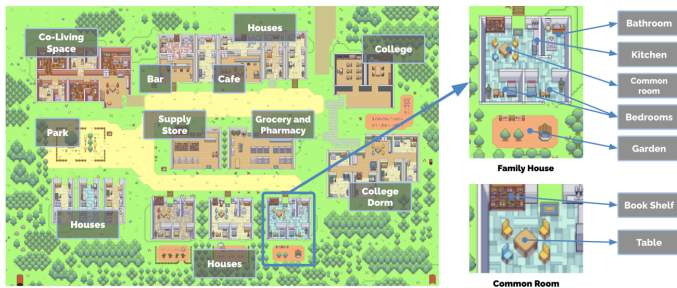 Houses
Co-Living
Space
College
Bar
Cafe
Supply
Store
Grocery and
Pharmacy
Park
College
Dorm
Houses
Houses
Bathroom
Kitchen
Common
room
Bedrooms
Garden
Family House
Book Shelf
Table
Common Room